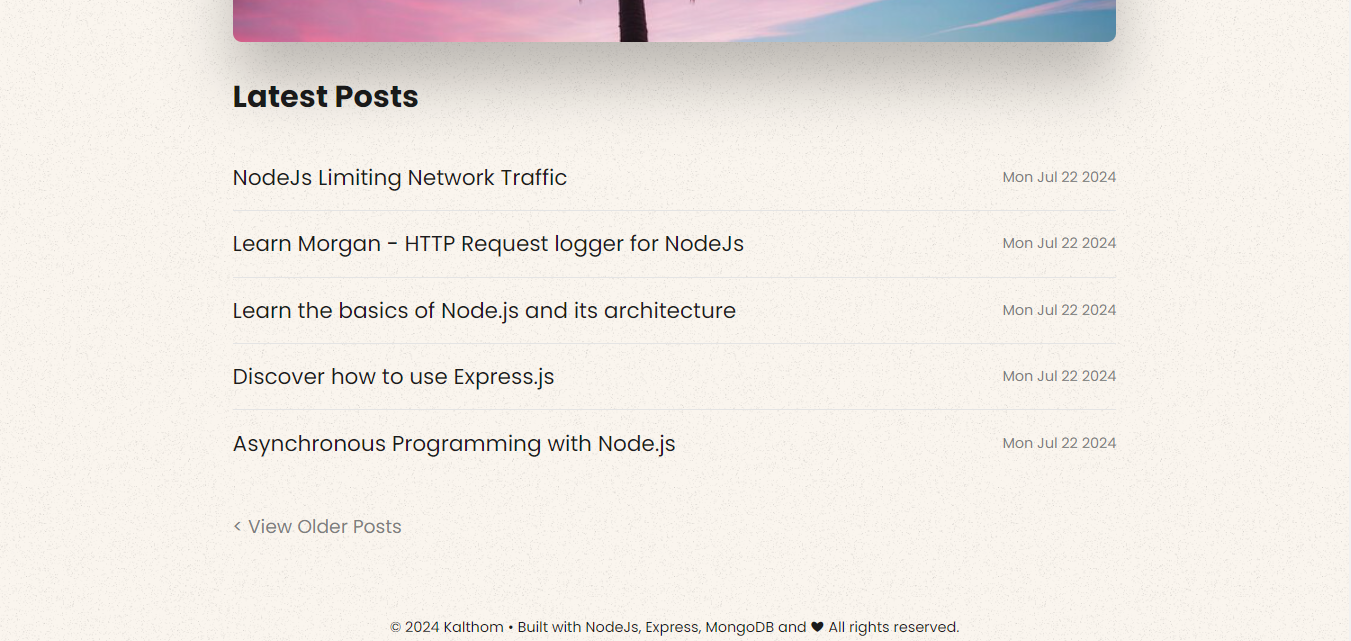 Latest Posts
NodeJs Limiting Network Traffic Mon Jul 22 2024
Learn Morgan - HTTP Request logger for NodeJs Mon Jul 22 2024
Learn the basics of Node.js and its architecture Mon Jul 22 2024
Discover how to use Express.js Mon Jul 22 2024
Asynchronous Programming with Node.js Mon Jul 22 2024
< View Older Posts
© 2024 Kalthom • Built with NodeJs, Express, MongoDB and ♥ All rights reserved.